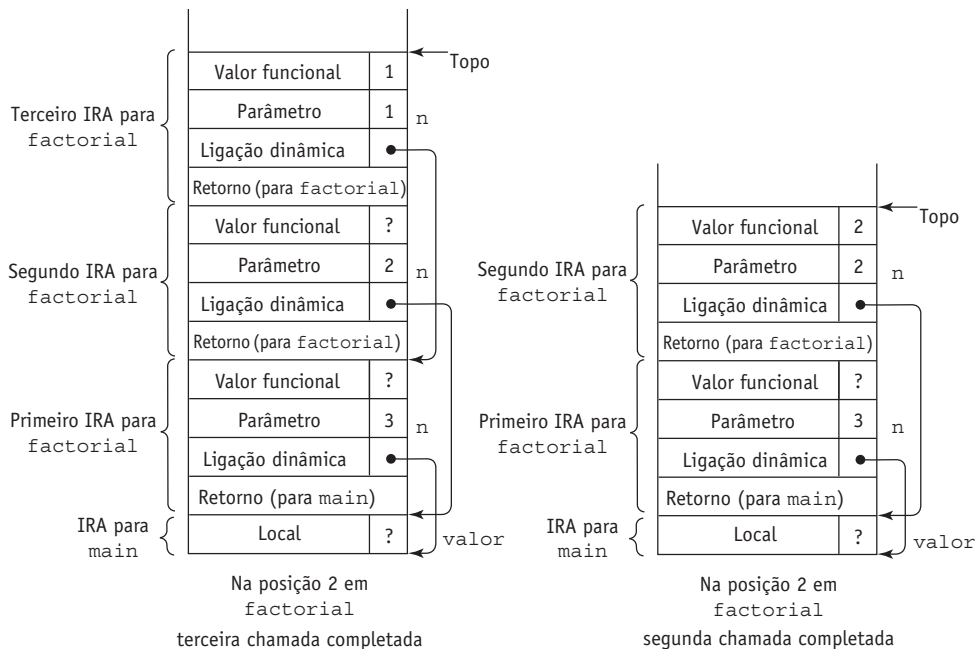 Topo
Valor funcional 1
Parâmetro 1 n
Terceiro IRA para
factorial
Ligação dinâmica
Retorno (para factorial)
Valor funcional ?
Segundo IRA para
factorial
Parâmetro 2 n
Ligação dinâmica
Retorno (para factorial)
Valor funcional ?
Primeiro IRA para
factorial
Parâmetro 3 n
Ligação dinâmica
Retorno (para main)
IRA para
main
Local ? valor
Na posição 2 em
factorial
terceira chamada completada
Topo
Valor funcional 2
Segundo IRA para
factorial
Parâmetro 2 n
Ligação dinâmica
Retorno (para factorial)
Valor funcional ?
Primeiro IRA para
factorial
Parâmetro 3 n
Ligação dinâmica
Retorno (para main)
IRA para
main
Local ? valor
Na posição 2 em
factorial
segunda chamada completada